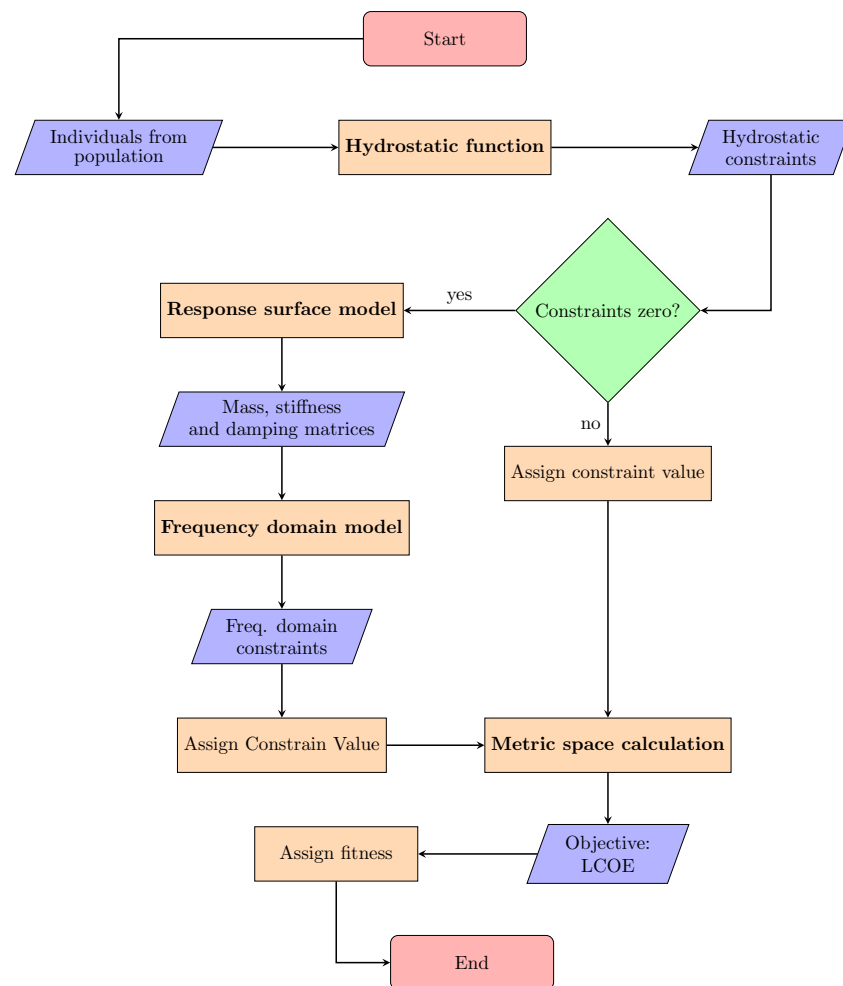 Start
Individuals from
population
Hydrostatic function
Hydrostatic
constraints
Constraints zero?
yes
no
Response surface model
Mass, stiffness
and damping matrices
Assign constraint value
Frequency domain model
Freq. domain
constraints
Assign Constrain Value
Metric space calculation
Objective:
LCOE
Assign fitness
End